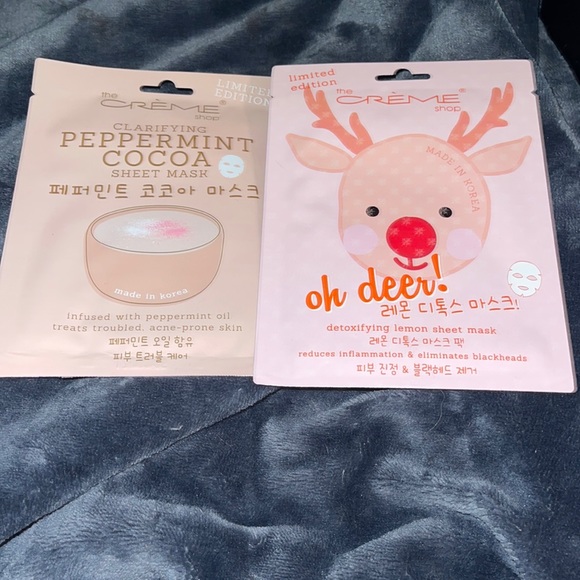 LIMITED
EDITION
the
CRÈME
shop
CLARIFYING
PEPPERMINT
COCOA
SHEET MASK
페퍼민트 코코아 마스크
made in korea
infused with peppermint oil
treats troubled, acne-prone skin
페퍼민트 오일 함유
피부 트러블 케어
limited
edition
the
CRÈME®
shop
MADE IN KOREA
oh deer!
레몬 디톡스 마스크!
detoxifying lemon sheet mask
레몬 디톡스 마스크 팩
reduces inflammation & eliminates blackheads
피부 진정 & 블랙헤드 제거